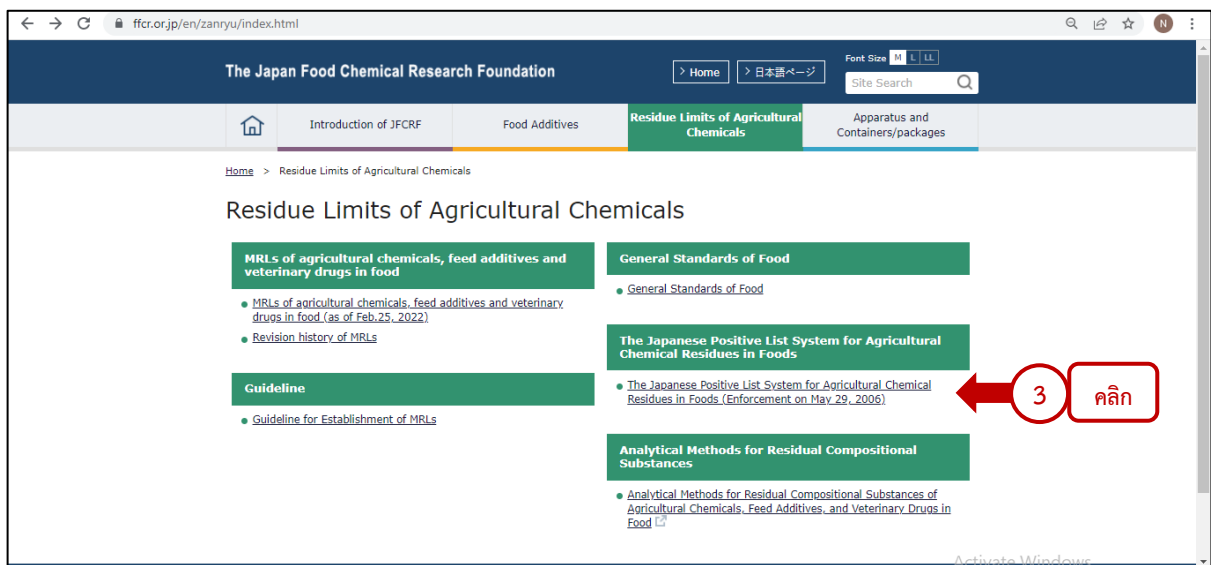 ffcr.or.jp/en/zanryu/index.html
N
The Japan Food Chemical Research Foundation
> Home
> 日本語ページ
Font Size M L LL
Site Search
Introduction of JFCRF
Food Additives
Residue Limits of Agricultural
Chemicals
Apparatus and
Containers/packages
Home > Residue Limits of Agricultural Chemicals
Residue Limits of Agricultural Chemicals
MRLs of agricultural chemicals, feed additives and
veterinary drugs in food
MRLs of agricultural chemicals, feed additives and veterinary
drugs in food (as of Feb.25, 2022)
Revision history of MRLs
Guideline
Guideline for Establishment of MRLs
General Standards of Food
General Standards of Food
The Japanese Positive List System for Agricultural
Chemical Residues in Foods
The Japanese Positive List System for Agricultural Chemical
Residues in Foods (Enforcement on May 29, 2006)
3
คลิก
Analytical Methods for Residual Compositional
Substances
Analytical Methods for Residual Compositional Substances of
Agricultural Chemicals, Feed Additives, and Veterinary Drugs in
Food
Activate Windows